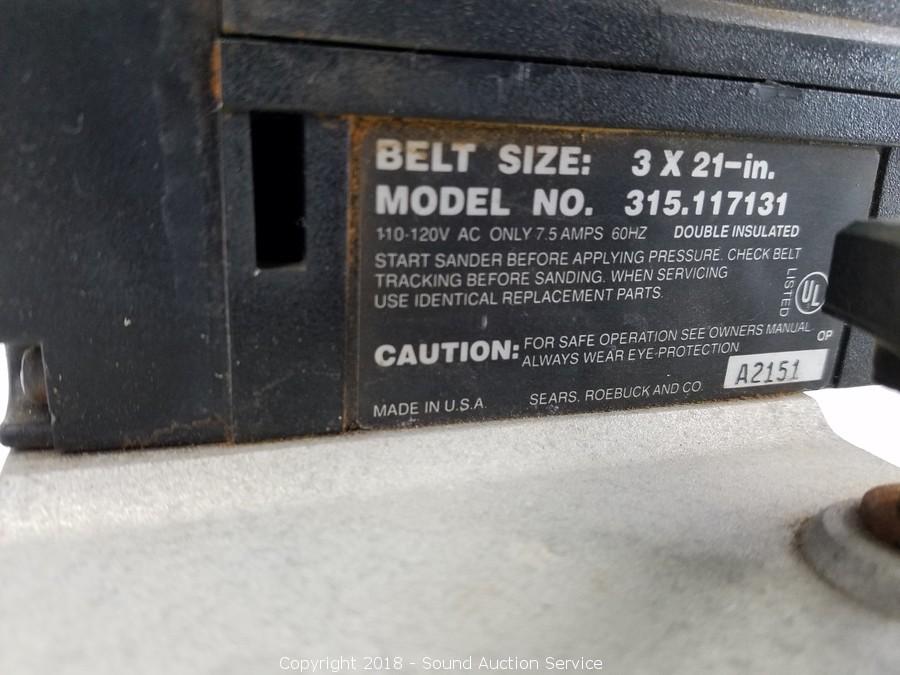 BELT SIZE: 3 X 21-in.
MODEL NO. 315.117131
110-120V AC ONLY 7.5 AMPS 60HZ DOUBLE INSULATED
START SANDER BEFORE APPLYING PRESSURE. CHECK BELT
TRACKING BEFORE SANDING. WHEN SERVICING
USE IDENTICAL REPLACEMENT PARTS.
LISTED
UL
CAUTION: FOR SAFE OPERATION SEE OWNERS MANUAL
ALWAYS WEAR EYE-PROTECTION
OP
A2151
MADE IN U.S.A. SEARS, ROEBUCK AND CO.
Copyright 2018 - Sound Auction Service